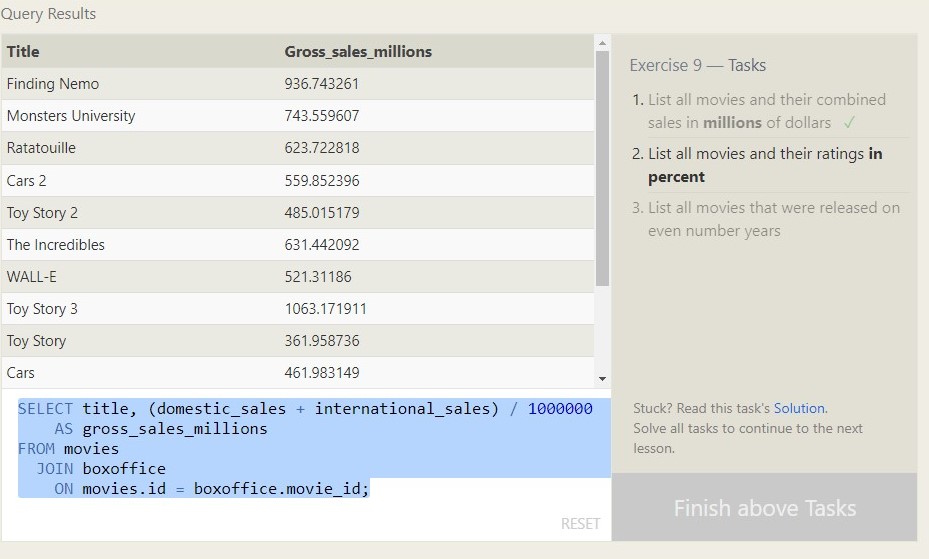 Query Results
Title Gross_sales_millions
Finding Nemo 936.743261
Monsters University 743.559607
Ratatouille 623.722818
Cars 2 559.852396
Toy Story 2 485.015179
The Incredibles 631.442092
WALL-E 521.31186
Toy Story 3 1063.171911
Toy Story 361.958736
Cars 461.983149
SELECT title, (domestic_sales + international_sales) / 1000000
AS gross_sales_millions
FROM movies
JOIN boxoffice
ON movies.id = boxoffice.movie_id;
RESET
Exercise 9 — Tasks
1. List all movies and their combined
sales in millions of dollars ✓
2. List all movies and their ratings in
percent
3. List all movies that were released on
even number years
Stuck? Read this task's Solution.
Solve all tasks to continue to the next
lesson.
Finish above Tasks